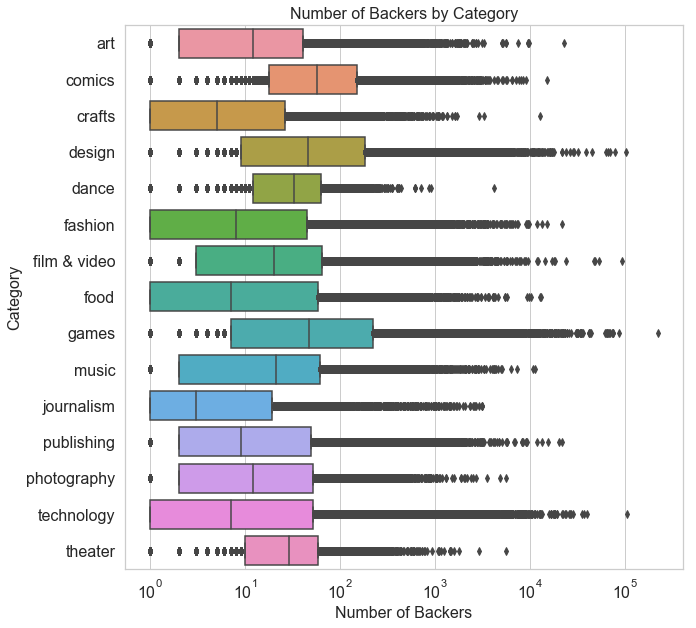 Number of Backers by Category
Category
art
comics
crafts
design
dance
fashion
film & video
food
games
music
journalism
publishing
photography
technology
theater
10^0 10^1 10^2 10^3 10^4 10^5
Number of Backers